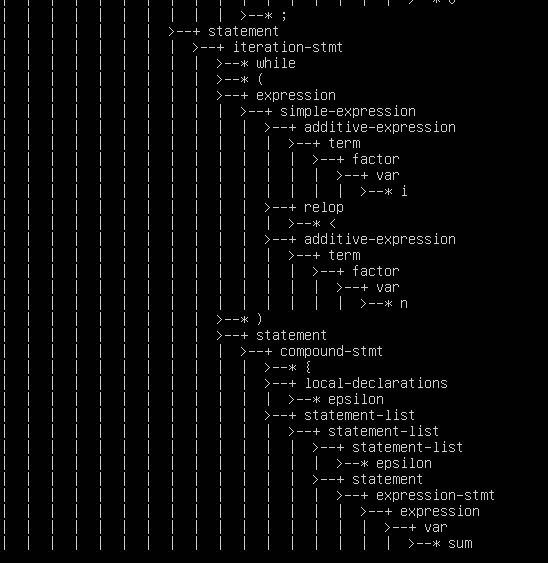 >--* ;
| | | | | | | >--+ statement
| | | | | | | | >--+ iteration-stmt
| | | | | | | | | >--* while
| | | | | | | | | >--* (
| | | | | | | | | >--+ expression
| | | | | | | | | | >--+ simple-expression
| | | | | | | | | | | >--+ additive-expression
| | | | | | | | | | | | >--+ term
| | | | | | | | | | | | | >--+ factor
| | | | | | | | | | | | | | >--+ var
| | | | | | | | | | | | | | | >--* i
| | | | | | | | | | | >--+ relop
| | | | | | | | | | | | >--* <
| | | | | | | | | | | >--+ additive-expression
| | | | | | | | | | | | >--+ term
| | | | | | | | | | | | | >--+ factor
| | | | | | | | | | | | | | >--+ var
| | | | | | | | | | | | | | | >--* n
| | | | | | | | | >--* )
| | | | | | | | | >--+ statement
| | | | | | | | | | >--+ compound-stmt
| | | | | | | | | | | >--* {
| | | | | | | | | | | >--+ local-declarations
| | | | | | | | | | | | >--* epsilon
| | | | | | | | | | | >--+ statement-list
| | | | | | | | | | | | >--+ statement-list
| | | | | | | | | | | | | >--+ statement-list
| | | | | | | | | | | | | | >--* epsilon
| | | | | | | | | | | | | >--+ statement
| | | | | | | | | | | | | | >--+ expression-stmt
| | | | | | | | | | | | | | | >--+ expression
| | | | | | | | | | | | | | | | >--+ var
| | | | | | | | | | | | | | | | | >--* sum